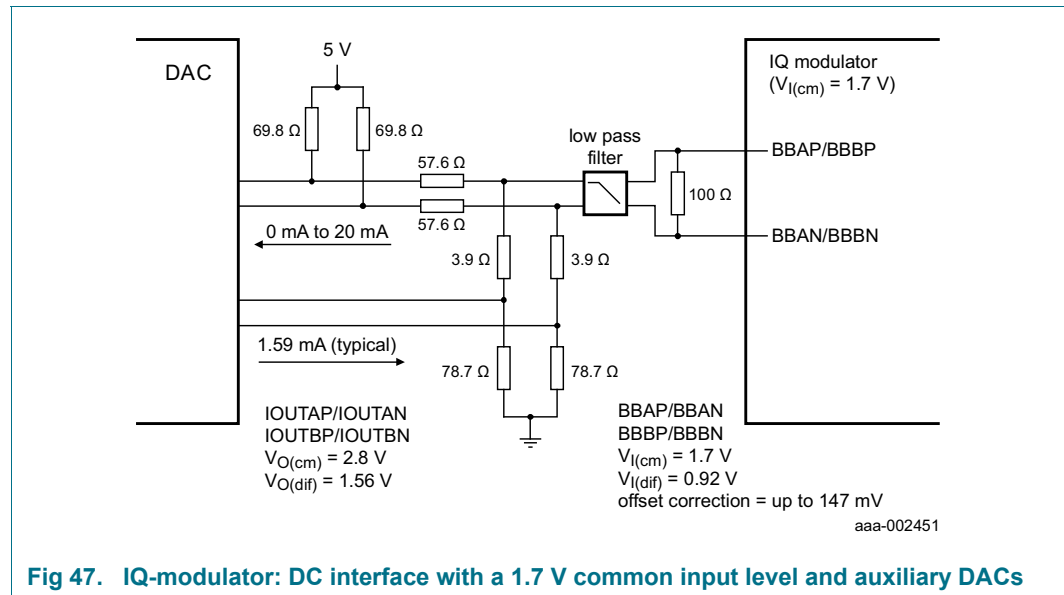 5 V
DAC
IQ modulator
(VI(cm) = 1.7 V)
69.8 Ω
69.8 Ω
low pass
filter
57.6 Ω
BBAP/BBBP
100 Ω
57.6 Ω
0 mA to 20 mA
BBAN/BBBN
3.9 Ω
3.9 Ω
1.59 mA (typical)
78.7 Ω
78.7 Ω
IOUTAP/IOUTAN
IOUTBP/IOUTBN
VO(cm) = 2.8 V
VO(dif) = 1.56 V
BBAP/BBAN
BBBP/BBBN
VI(cm) = 1.7 V
VI(dif) = 0.92 V
offset correction = up to 147 mV
aaa-002451
Fig 47. IQ-modulator: DC interface with a 1.7 V common input level and auxiliary DACs